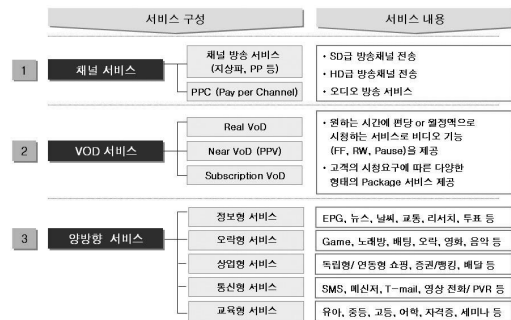 서비스 구성
서비스 내용
1
채널 서비스
채널 방송 서비스
(지상파, PP 등)
PPC (Pay per Channel)
• SD급 방송채널 전송
• HD급 방송채널 전송
• 오디오 방송 서비스
2
VOD 서비스
Real VoD
Near VoD (PPV)
Subscription VoD
• 원하는 시간에 편당 or 월정액으로
시청하는 서비스로 비디오 기능
(FF, RW, Pause)을 제공
• 고객의 시청요구에 따른 다양한
형태의 Package 서비스 제공
3
양방향 서비스
정보형 서비스
EPG, 뉴스, 날씨, 교통, 리서치, 투표 등
오락형 서비스
Game, 노래방, 배팅, 오락, 영화, 음악 등
상업형 서비스
독립형/ 연동형 쇼핑, 증권/뱅킹, 배달 등
통신형 서비스
SMS, 메신저, T-mail, 영상 전화/ PVR 등
교육형 서비스
유아, 중등, 고등, 어학, 자격증, 세미나 등